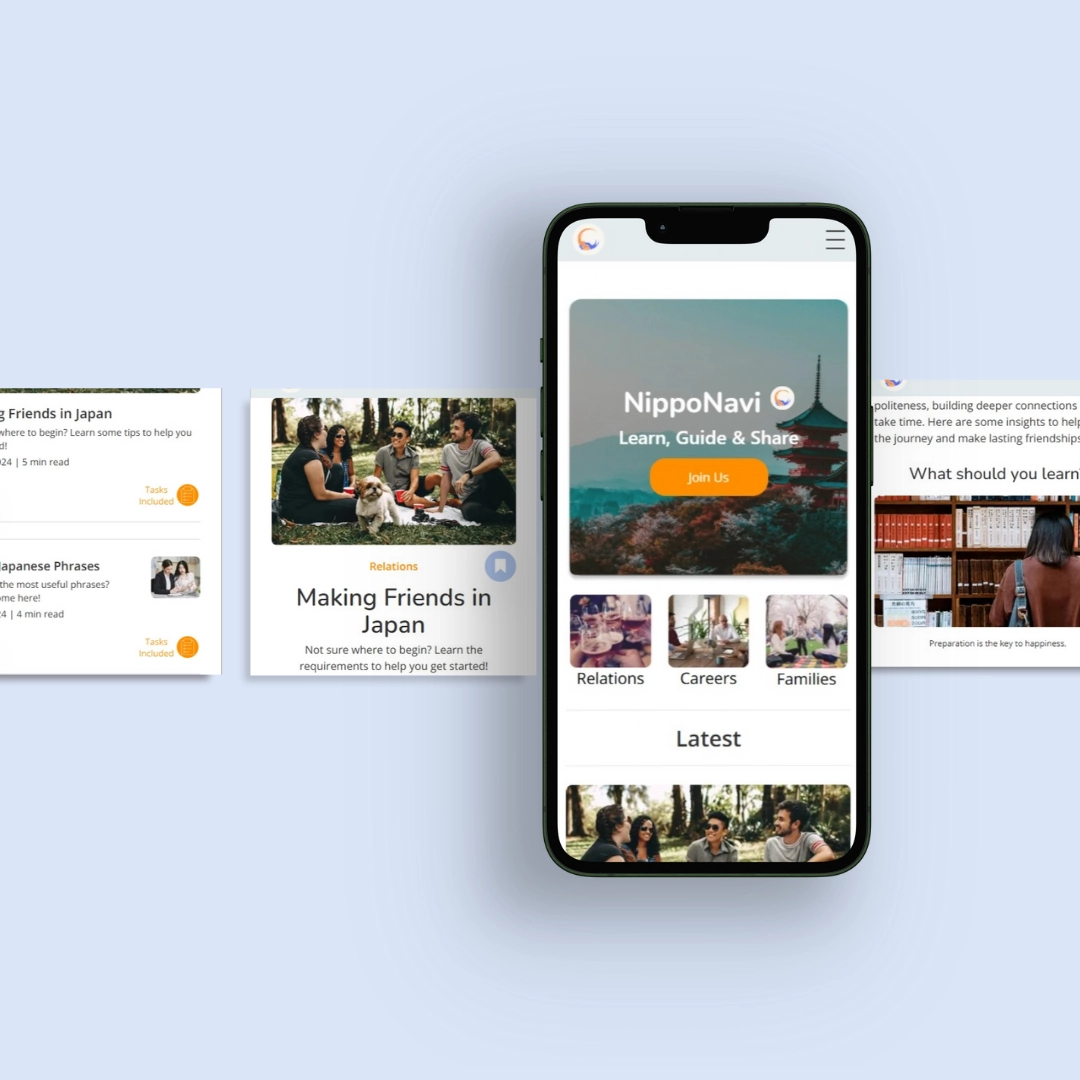 g Friends in Japan
where to begin? Learn some tips to help you
d!
24 | 5 min read
Tasks
Included
Japanese Phrases
the most useful phrases?
ome here!
24 | 4 min read
Tasks
Included
Relations
Making Friends in
Japan
Not sure where to begin? Learn the
requirements to help you get started!
NippoNavi
Learn, Guide & Share
Join Us
Relations
Careers
Families
Latest
politeness, building deeper connections
take time. Here are some insights to help
the journey and make lasting friendships
What should you learn?
Preparation is the key to happiness.